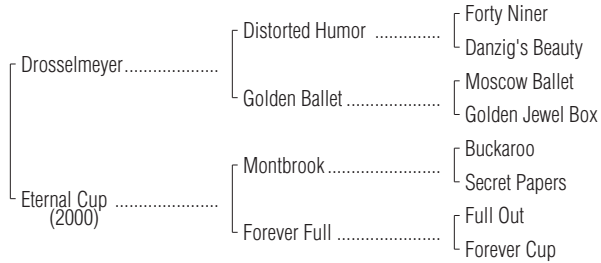 Forty Niner
Distorted Humor ..............
Danzig's Beauty
Drosselmeyer....................
Moscow Ballet
Golden Ballet ....................
Golden Jewel Box
Buckaroo
Montbrook........................
Secret Papers
Eternal Cup ......................
(2000)
Full Out
Forever Full ......................
Forever Cup